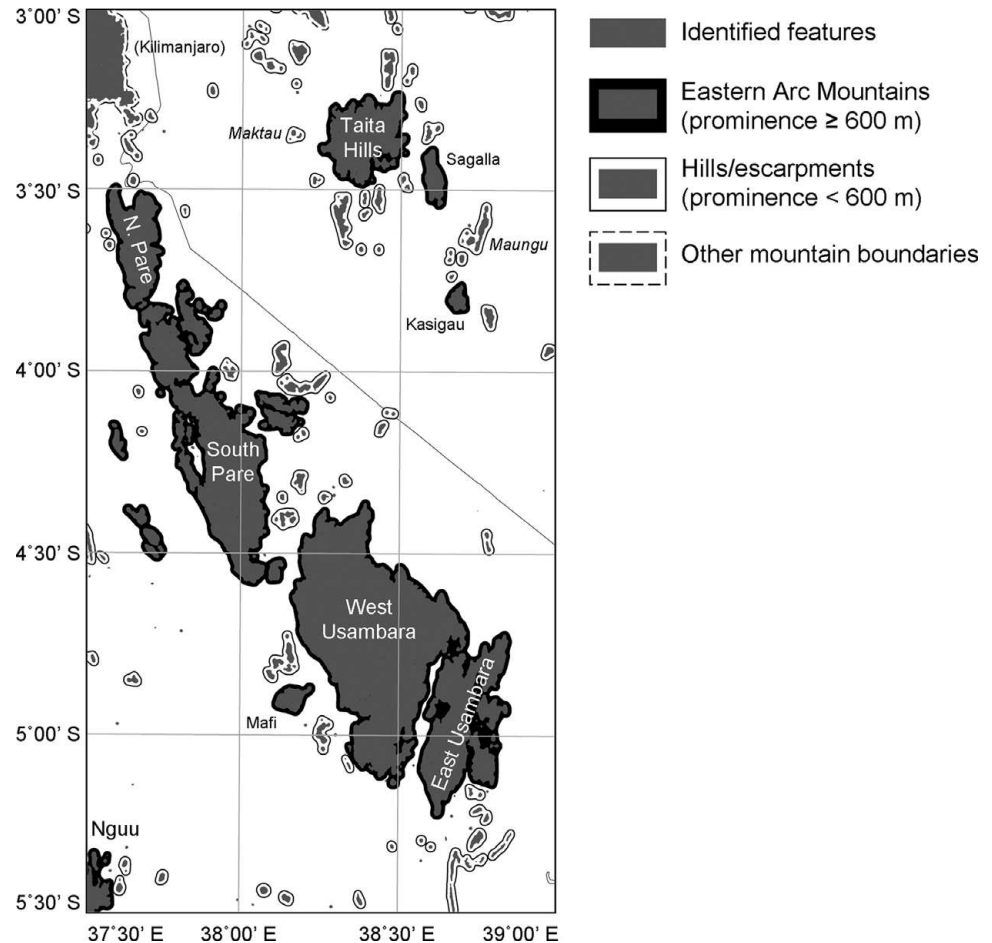 3˚00’ S
(Kilimanjaro)
Maktau
Taita
Hills
Sagalla
3˚30’ S
N. Pare
Maungu
Kasigau
4˚00’ S
South
Pare
4˚30’ S
West
Usambara
East Usambara
Mafi
5˚00’ S
Nguu
5˚30’ S
37˚30’ E
38˚00’ E
38˚30’ E
39˚00’ E
Identified features
Eastern Arc Mountains
(prominence ≥ 600 m)
Hills/escarpments
(prominence < 600 m)
Other mountain boundaries